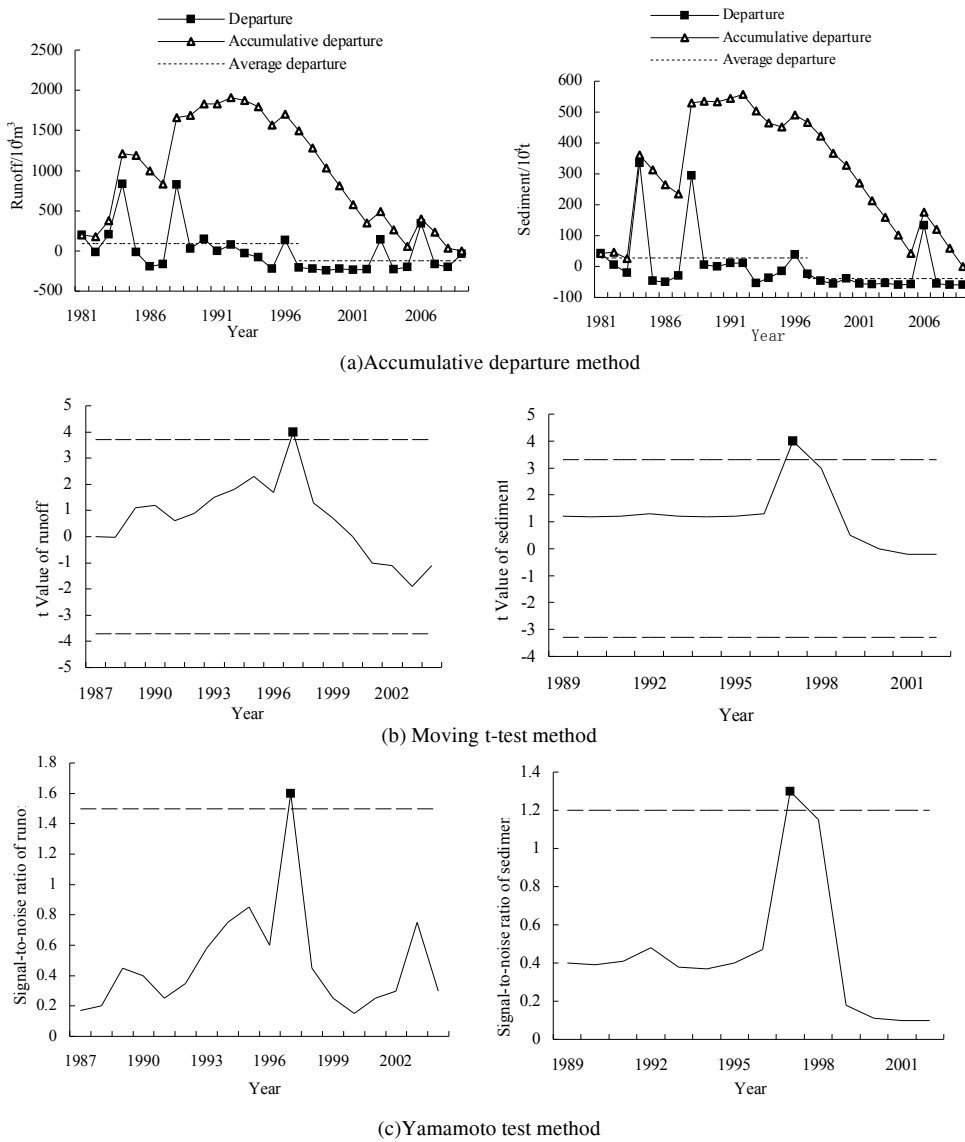 Departure
Accumulative departure
Average departure
2500
2000
1500
1000
500
0
-500
Runoff/10⁴m³
1981 1986 1991 1996 2001 2006
Year
Departure
Accumulative departure
Average departure
600
500
400
300
200
100
0
-100
Sediment/10⁴t
1981 1986 1991 1996 2001 2006
Year
(a)Accumulative departure method
5
4
3
2
1
0
-1
-2
-3
-4
-5
t Value of runoff
1987 1990 1993 1996 1999 2002
Year
5
4
3
2
1
0
-1
-2
-3
-4
t Value of sediment
1989 1992 1995 1998 2001
Year
(b) Moving t-test method
1.8
1.6
1.4
1.2
1
0.8
0.6
0.4
0.2
0
Signal-to-noise ratio of runo
1987 1990 1993 1996 1999 2002
Year
1.4
1.2
1
0.8
0.6
0.4
0.2
0
Signal-to-noise ratio of sedimer
1989 1992 1995 1998 2001
Year
(c)Yamamoto test method